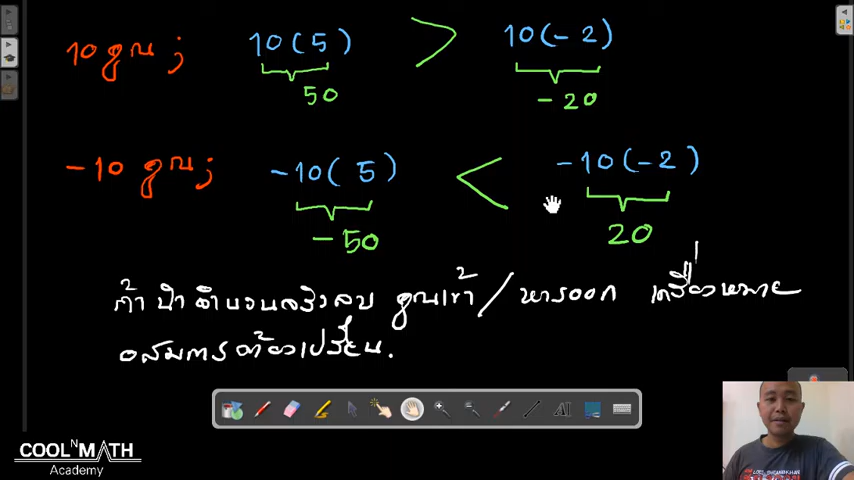 10 คูณ ; 10(5) > 10(-2)
50 -20
-10 คูณ ; -10(5) < -10(-2)
-50 20
ถ้านำจำนวนจริงลบ คูณเข้า/หารออก เครื่องหมาย
อสมการต้องเปลี่ยน.
COOL N MATH
Academy